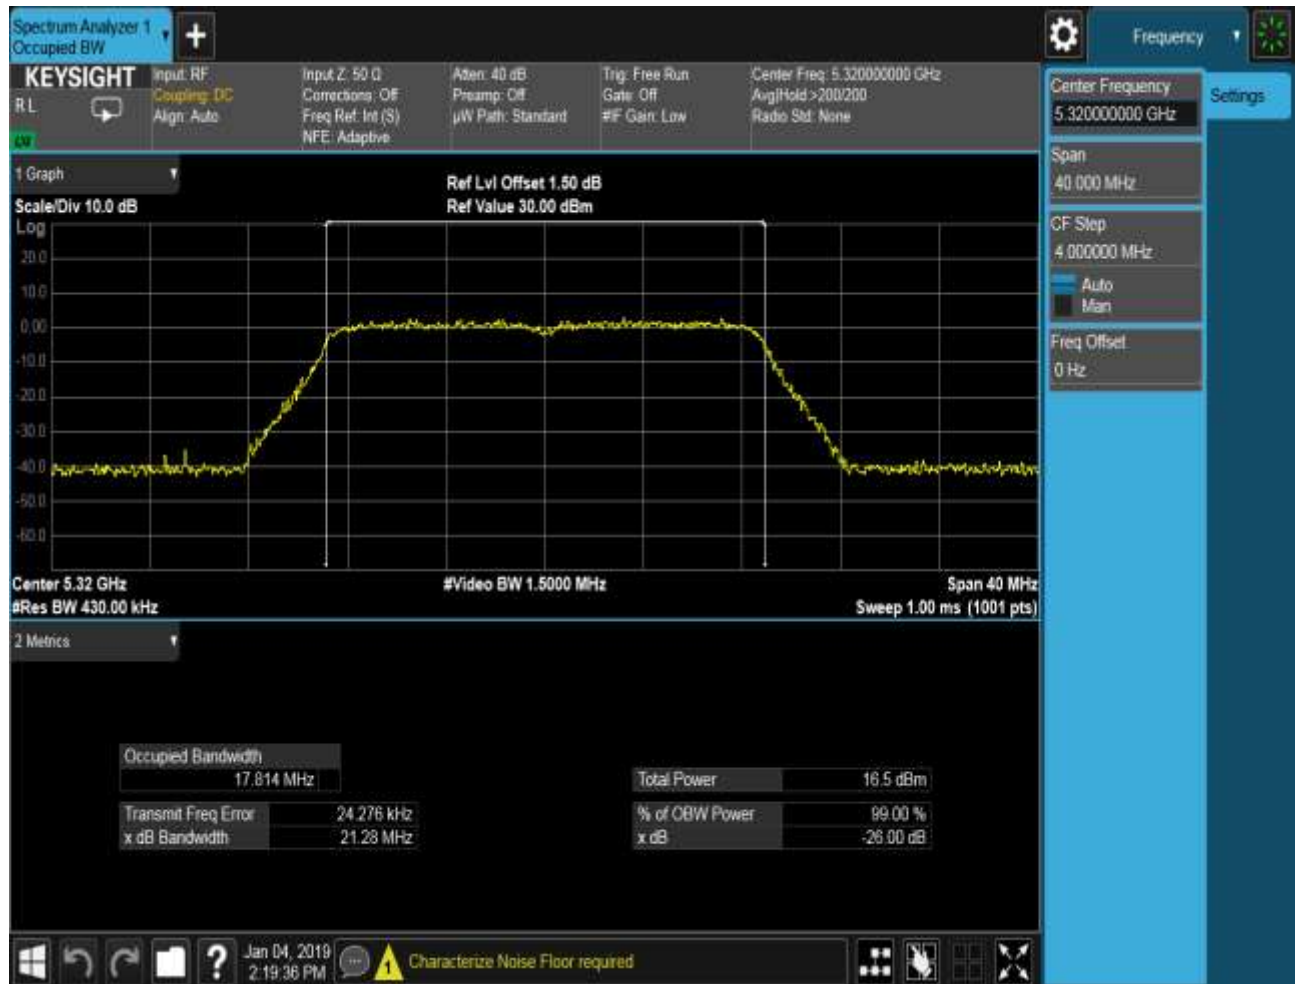 Spectrum Analyzer 1
Occupied BW
Frequency
KEYSIGHT
RL
Input: RF
Coupling: DC
Align: Auto
Input Z: 50 Ω
Corrections: Off
Freq Ref: Int (S)
NFE: Adaptive
Atten: 40 dB
Preamp: Off
µW Path: Standard
Trig: Free Run
Gate: Off
#IF Gain: Low
Center Freq: 5.320000000 GHz
Avg|Hold:>200/200
Radio Std: None
Center Frequency
5.320000000 GHz
Settings
Span
40.000 MHz
CF Step
4.000000 MHz
Auto
Man
Freq Offset
0 Hz
1 Graph
Scale/Div 10.0 dB
Ref Lvl Offset 1.50 dB
Ref Value 30.00 dBm
Log
20.0
10.0
0.00
-10.0
-20.0
-30.0
-40.0
-50.0
-60.0
Center 5.32 GHz
#Video BW 1.5000 MHz
Span 40 MHz
#Res BW 430.00 kHz
Sweep 1.00 ms (1001 pts)
2 Metrics
Occupied Bandwidth
17.814 MHz
Total Power 16.5 dBm
Transmit Freq Error 24.276 kHz
% of OBW Power 99.00 %
x dB Bandwidth 21.28 MHz
x dB -26.00 dB
?
Jan 04, 2019
2:19:36 PM
1
Characterize Noise Floor required